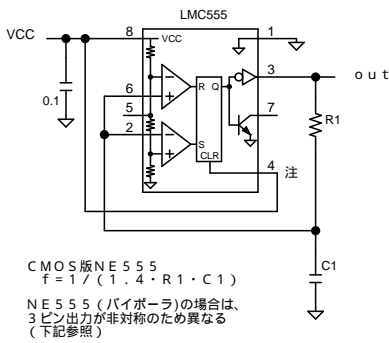 LMC555
VCC
8
VCC
1
0.1
6
R Q
3
out
5
7
2
S
CLR
4
注
R1
C1
CMOS版NE555
f=1/(1.4・R1・C1)
NE555(バイポーラ)の場合は、
3ピン出力が非対称のため異なる
(下記参照)